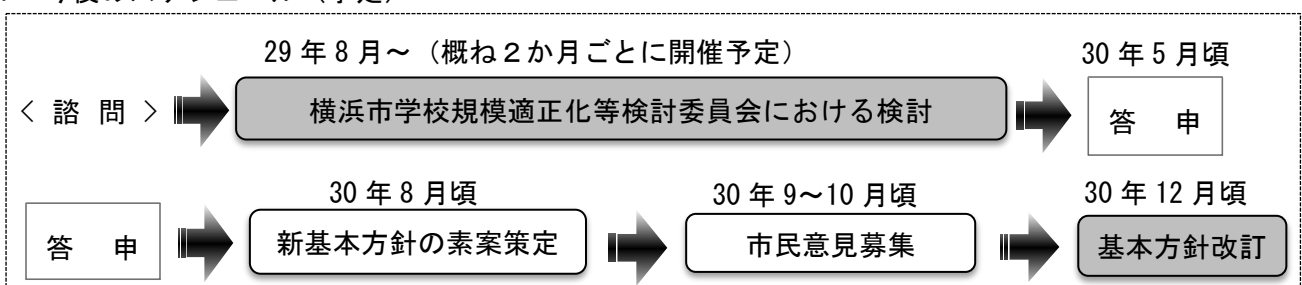 29 年 8 月～（概ね２か月ごとに開催予定）
30 年 5 月頃
＜ 諮 問 ＞
横浜市学校規模適正化等検討委員会における検討
答 申
30 年 8 月頃
30 年 9～10 月頃
30 年 12 月頃
答 申
新基本方針の素案策定
市民意見募集
基本方針改訂